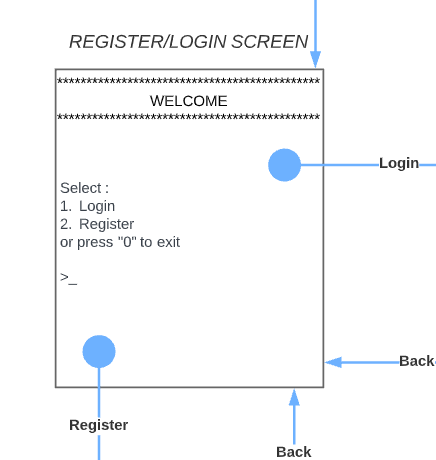 REGISTER/LOGIN SCREEN
*********************************************
WELCOME
*********************************************
Login
Select :
1. Login
2. Register
or press "0" to exit
>_
Back
Register
Back